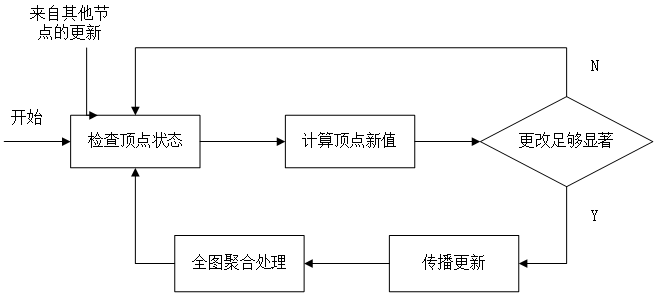 来自其他节
点的更新
N
开始
检查顶点状态
计算顶点新值
更改足够显著
Y
全图聚合处理
传播更新